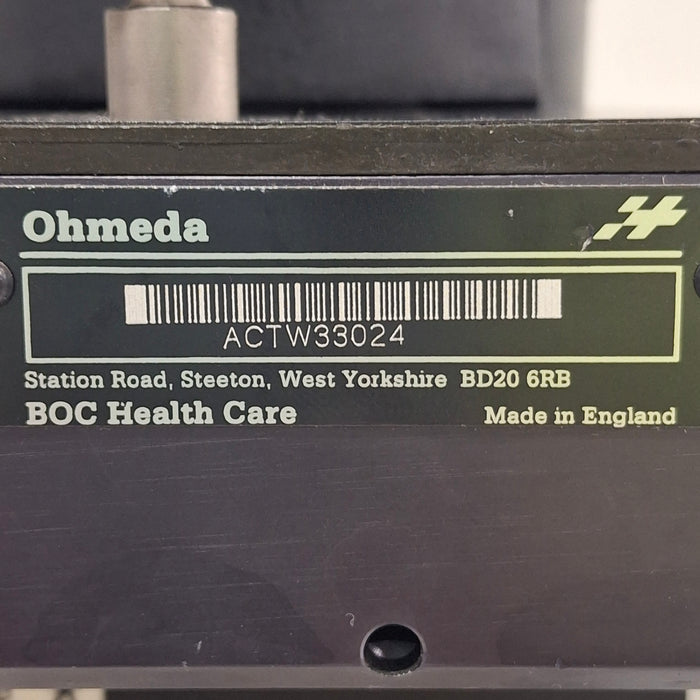 Ohmeda
ACTW33024
Station Road, Steeton, West Yorkshire BD20 6RB
BOC Health Care Made in England